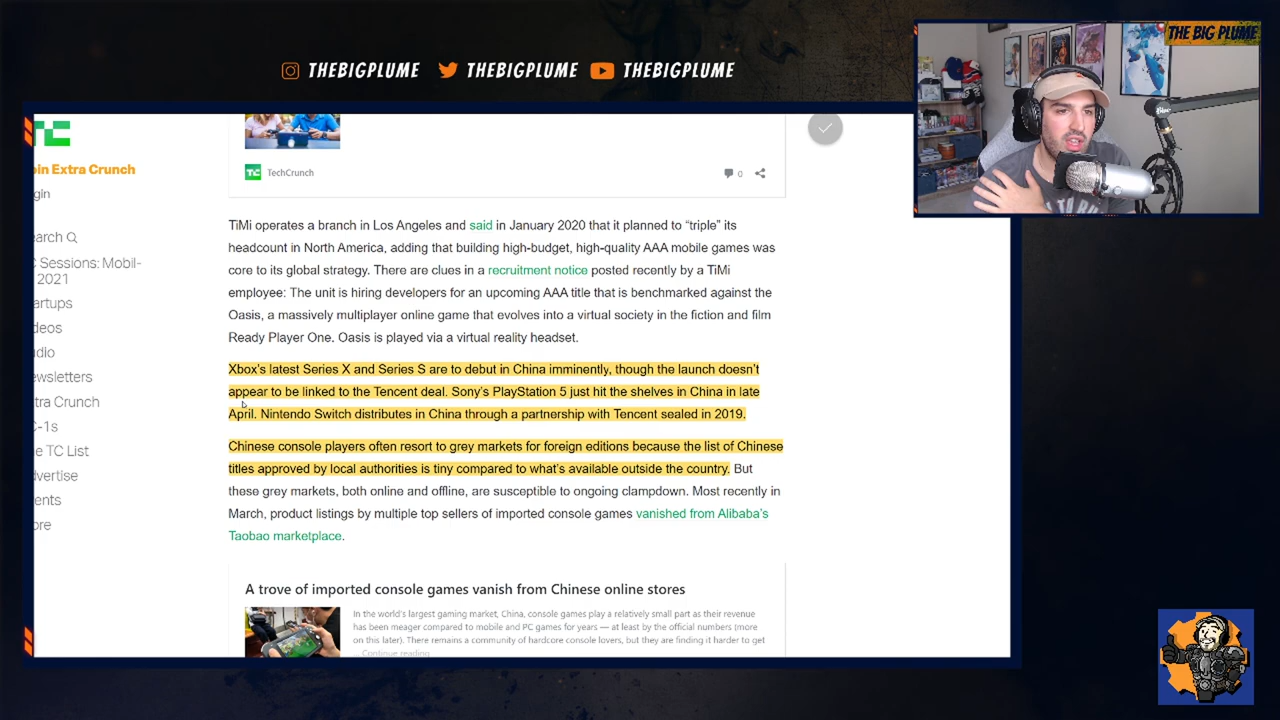 THE BIG PLUME
THEBIGPLUME THEBIGPLUME THEBIGPLUME
TC
oin Extra Crunch
gin
earch
C Sessions: Mobil-
2021
artups
deos
dio
ewsletters
tra Crunch
C-1s
e TC List
dvertise
ents
ore
TC TechCrunch
0
TiMi operates a branch in Los Angeles and said in January 2020 that it planned to “triple” its
headcount in North America, adding that building high-budget, high-quality AAA mobile games was
core to its global strategy. There are clues in a recruitment notice posted recently by a TiMi
employee: The unit is hiring developers for an upcoming AAA title that is benchmarked against the
Oasis, a massively multiplayer online game that evolves into a virtual society in the fiction and film
Ready Player One. Oasis is played via a virtual reality headset.
Xbox’s latest Series X and Series S are to debut in China imminently, though the launch doesn’t
appear to be linked to the Tencent deal. Sony’s PlayStation 5 just hit the shelves in China in late
April. Nintendo Switch distributes in China through a partnership with Tencent sealed in 2019.
Chinese console players often resort to grey markets for foreign editions because the list of Chinese
titles approved by local authorities is tiny compared to what’s available outside the country. But
these grey markets, both online and offline, are susceptible to ongoing clampdown. Most recently in
March, product listings by multiple top sellers of imported console games vanished from Alibaba’s
Taobao marketplace.
A trove of imported console games vanish from Chinese online stores
In the world’s largest gaming market, China, console games play a relatively small part as their revenue
has been meager compared to mobile and PC games for years — at least by the official numbers (more
on this later). There remains a community of hardcore console lovers, but they are finding it harder to get
... Continue reading